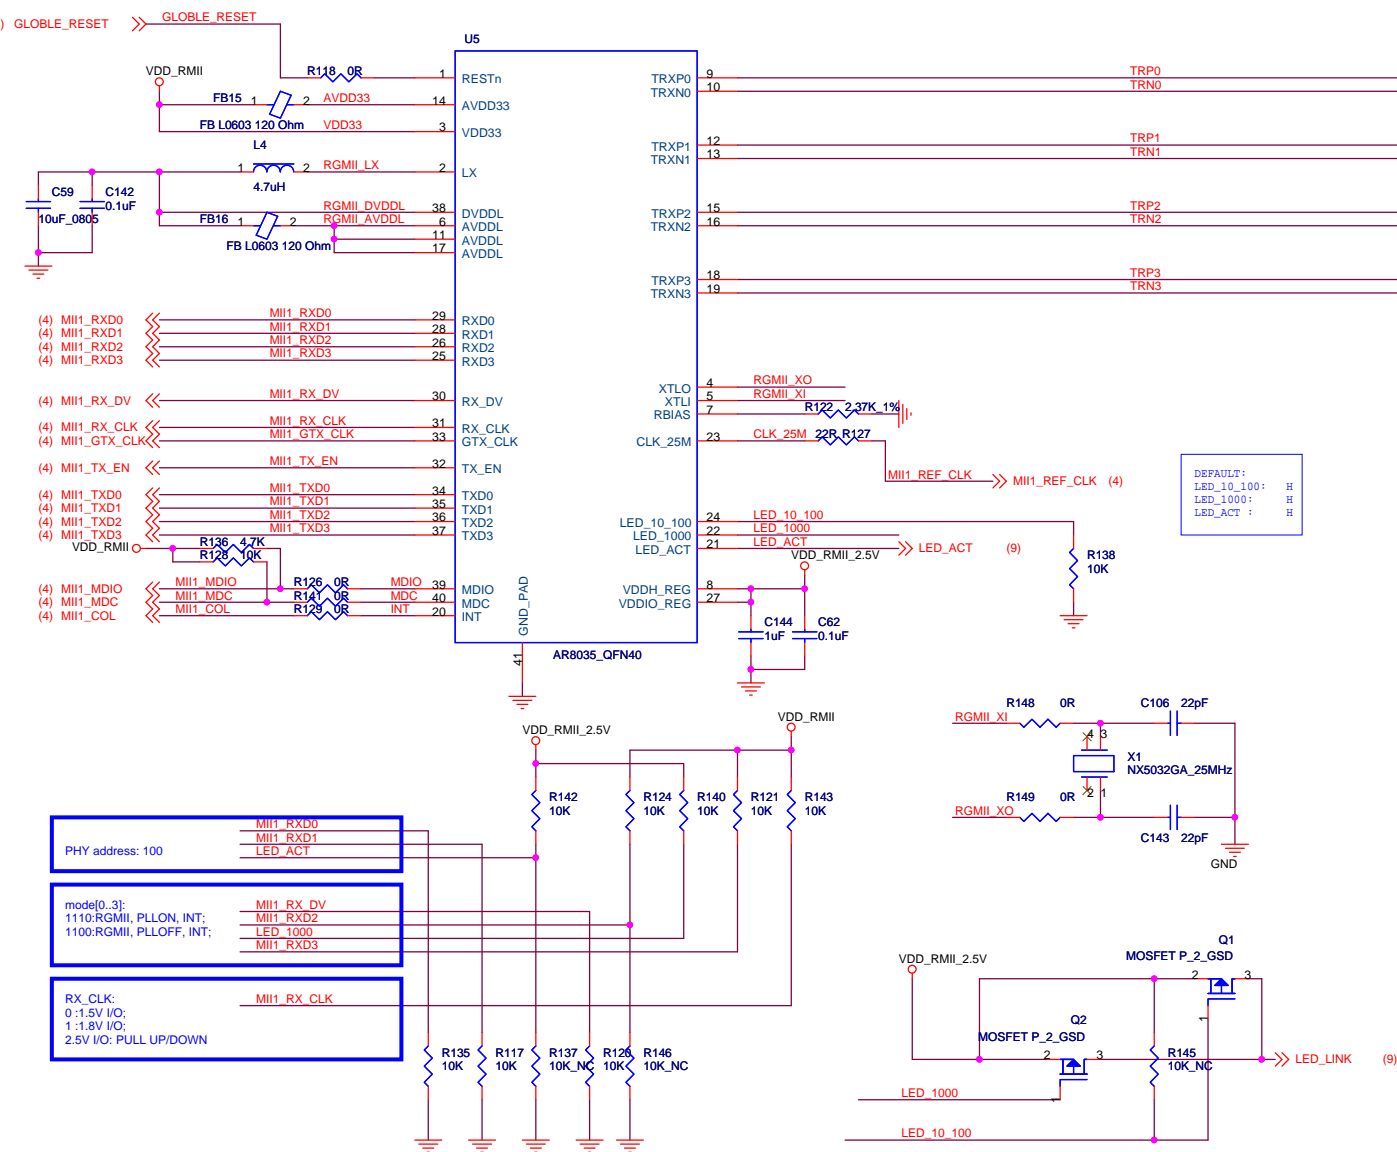 ) GLOBLE_RESET
GLOBLE_RESET
U5
VDD_RMII
R118 0R
1
RESTn
FB15 1 2 AVDD33
14
AVDD33
FB L0603 120 Ohm VDD33
3
VDD33
L4
1 2 RGMII_LX
2
LX
4.7uH
C59
10uF_0805
C142
0.1uF
RGMII_DVDDL
38
DVDDL
FB16 1 2 RGMII_AVDDL
6
AVDDL
FB L0603 120 Ohm
11
AVDDL
17
AVDDL
(4) MII1_RXD0 MII1_RXD0 29 RXD0
(4) MII1_RXD1 MII1_RXD1 28 RXD1
(4) MII1_RXD2 MII1_RXD2 26 RXD2
(4) MII1_RXD3 MII1_RXD3 25 RXD3
(4) MII1_RX_DV MII1_RX_DV 30 RX_DV
(4) MII1_RX_CLK MII1_RX_CLK 31 RX_CLK
(4) MII1_GTX_CLK MII1_GTX_CLK 33 GTX_CLK
(4) MII1_TX_EN MII1_TX_EN 32 TX_EN
(4) MII1_TXD0 MII1_TXD0 34 TXD0
(4) MII1_TXD1 MII1_TXD1 35 TXD1
(4) MII1_TXD2 MII1_TXD2 36 TXD2
(4) MII1_TXD3 MII1_TXD3 37 TXD3
VDD_RMII
R136 4.7K
R128 10K
(4) MII1_MDIO MII1_MDIO R126 0R MDIO 39 MDIO
(4) MII1_MDC MII1_MDC R141 0R MDC 40 MDC
(4) MII1_COL MII1_COL R129 0R INT 20 INT
GND_PAD
41
AR8035_QFN40
TRXP0 9 TRP0
TRXN0 10 TRN0
TRXP1 12 TRP1
TRXN1 13 TRN1
TRXP2 15 TRP2
TRXN2 16 TRN2
TRXP3 18 TRP3
TRXN3 19 TRN3
XTLO 4 RGMII_XO
XTLI 5 RGMII_XI
RBIAS 7 R122 2.37K_1%
CLK_25M 23 CLK_25M 22R R127
MII1_REF_CLK MII1_REF_CLK (4)
LED_10_100 24 LED_10_100
LED_1000 22 LED_1000
LED_ACT 21 LED_ACT LED_ACT (9)
VDD_RMII_2.5V
VDDH_REG 8
VDDIO_REG 27
C144
1uF
C62
0.1uF
R138
10K
DEFAULT:
LED_10_100: H
LED_1000: H
LED_ACT : H
R148 0R C106 22pF
RGMII_XI
4 3
X1
NX5032GA_25MHz
2 1
R149 0R
RGMII_XO
C143 22pF
GND
VDD_RMII_2.5V
VDD_RMII
R142
10K
R124
10K
R140
10K
R121
10K
R143
10K
MII1_RXD0
MII1_RXD1
PHY address: 100 LED_ACT
mode[0..3]: MII1_RX_DV
1110:RGMII, PLLON, INT; MII1_RXD2
1100:RGMII, PLLOFF, INT; LED_1000
MII1_RXD3
RX_CLK: MII1_RX_CLK
0 :1.5V I/O;
1 :1.8V I/O;
2.5V I/O: PULL UP/DOWN
R135
10K
R117
10K
R137
10K_NC
R120
10K
R146
10K_NC
Q1
MOSFET P_2_GSD
VDD_RMII_2.5V
2 3
1
Q2
MOSFET P_2_GSD
2 3
1
R145
10K_NC
LED_LINK (9)
LED_1000
LED_10_100